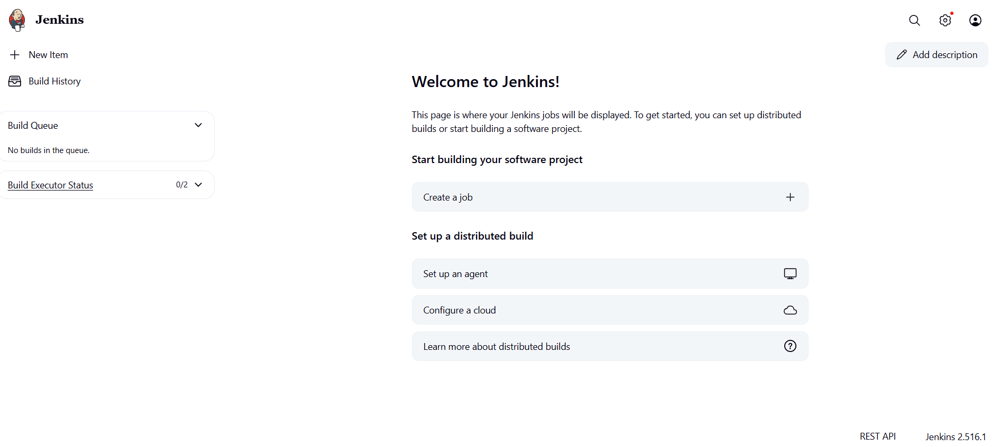 Jenkins
New Item
Add description
Build History
Welcome to Jenkins!
This page is where your Jenkins jobs will be displayed. To get started, you can set up distributed
builds or start building a software project.
Build Queue
No builds in the queue.
Start building your software project
Build Executor Status 0/2
Create a job
Set up a distributed build
Set up an agent
Configure a cloud
Learn more about distributed builds
REST API Jenkins 2.516.1